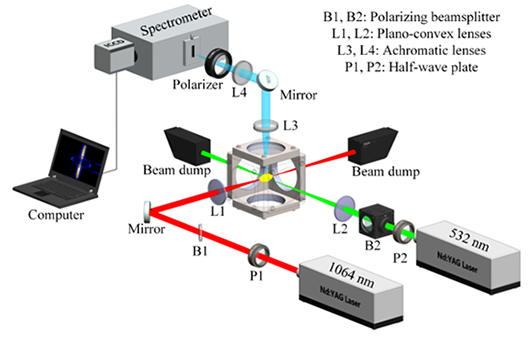 Spectrometer
ICCD
B1, B2: Polarizing beamsplitter
L1, L2: Plano-convex lenses
L3, L4: Achromatic lenses
P1, P2: Half-wave plate
Polarizer
L4
Mirror
L3
Beam dump
Beam dump
Computer
L1
Mirror
L2
B2
P2
532 nm
Nd:YAG Laser
B1
P1
1064 nm
Nd:YAG Laser